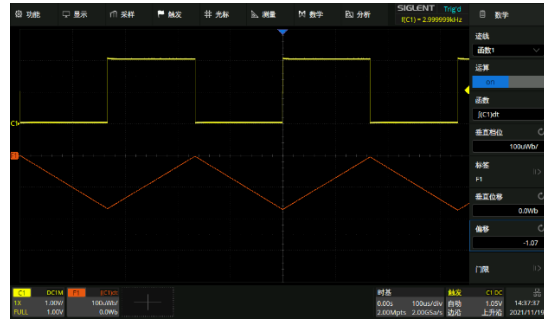 功能 显示 采样 触发 光标 测量 数学 分析
SIGLENT Trig'd
f(C1) = 2.999999kHz
数学
迹线
函数1
运算
on
函数
∫(C1)dt
垂直档位
100uWb/
标签
F1
垂直位移
0.0Wb
偏移
-1.07
门限
C1
F1
C1 DC1M
1X 1.00V/
FULL 1.00V
F1 ∫(C1)dt
100uWb/
0.0Wb
时基
0.00s 100us/div
2.00Mpts 2.00GSa/s
触发 C1 DC
自动 1.05V
边沿 上升沿
14:37:37
2021/11/19